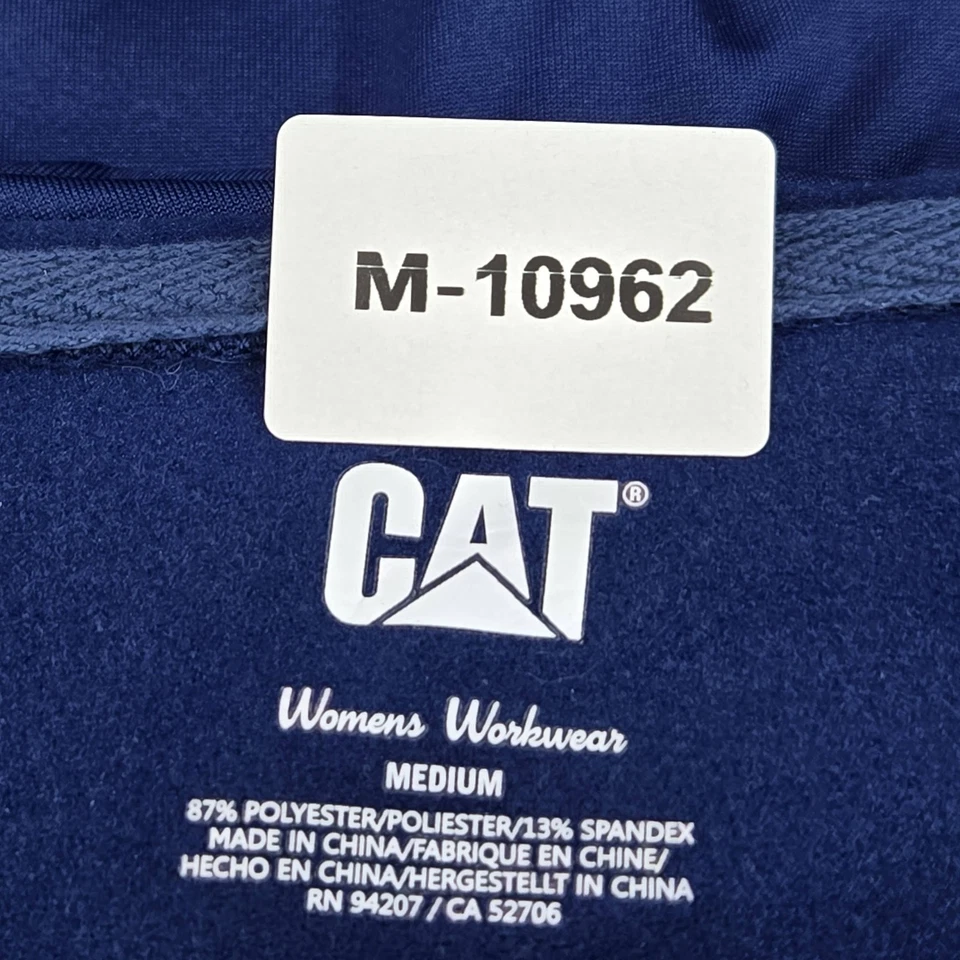 M-10962
CAT®
Womens Workwear
MEDIUM
87% POLYESTER/POLIESTER/13% SPANDEX
MADE IN CHINA/FABRIQUE EN CHINE/
HECHO EN CHINA/HERGESTELLT IN CHINA
RN 94207 / CA 52706